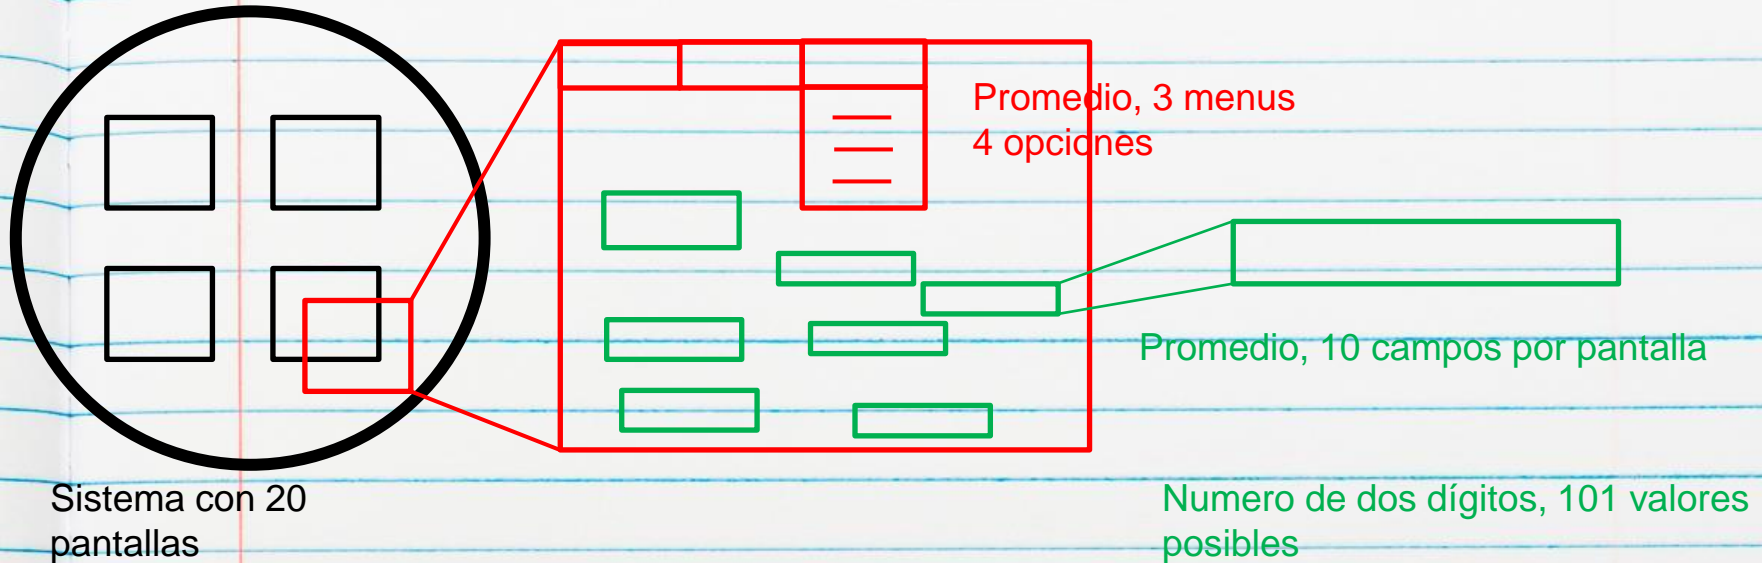 Promedio, 3 menus
4 opciones
Promedio, 10 campos por pantalla
Sistema con 20
pantallas
Numero de dos dígitos, 101 valores
posibles